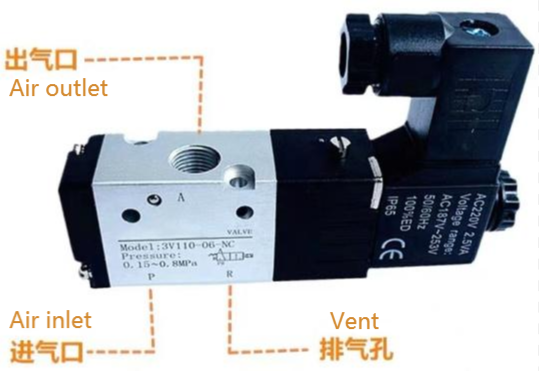 出气口
Air outlet
A
VALVE
Model:3V110-06-NC
Pressure:
0.15~0.8MPa
P
R
AC220V 2.5VA
Voltage range:
AC187V~253V
50/60Hz
100%ED
IP65
CE
Air inlet
进气口
Vent
排气孔